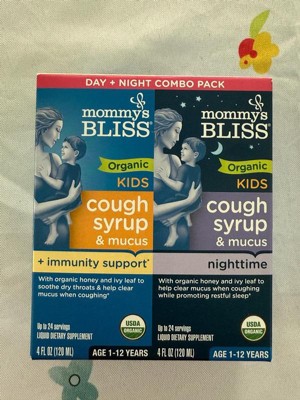 DAY + NIGHT COMBO PACK
mommy's
BLISS®
Organic
KIDS
cough
syrup
& mucus
+ immunity support*
With organic honey and ivy leaf to
soothe dry throats & help clear
mucus when coughing*
Up to 24 servings
LIQUID DIETARY SUPPLEMENT
4 FL OZ (120 mL)
USDA
ORGANIC
AGE 1-12 YEARS
mommy's
BLISS®
Organic
KIDS
cough
syrup
& mucus
nighttime
With organic honey and ivy leaf to
help clear mucus when coughing
while promoting restful sleep*
Up to 24 servings
LIQUID DIETARY SUPPLEMENT
4 FL OZ (120 mL)
USDA
ORGANIC
AGE 1-12 YEARS